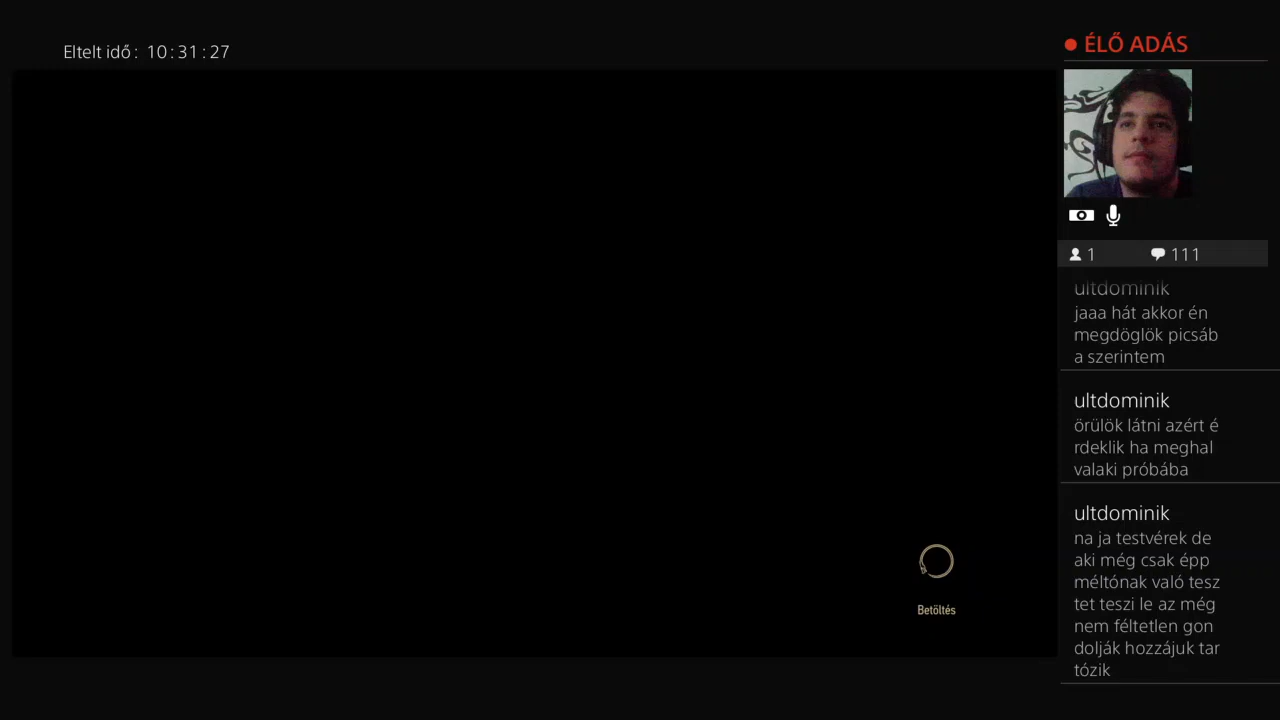 Eltelt idő : 10 : 31 : 27
ÉLŐ ADÁS
1 111
ultdominik
jaaa hát akkor én
megdöglök picsáb
a szerintem
ultdominik
örülök látni azért é
rdeklik ha meghal
valaki próbába
ultdominik
na ja testvérek de
aki még csak épp
méltónak való tesz
tet teszi le az még
nem féltetlen gon
dolják hozzájuk tar
tózik
Betöltés